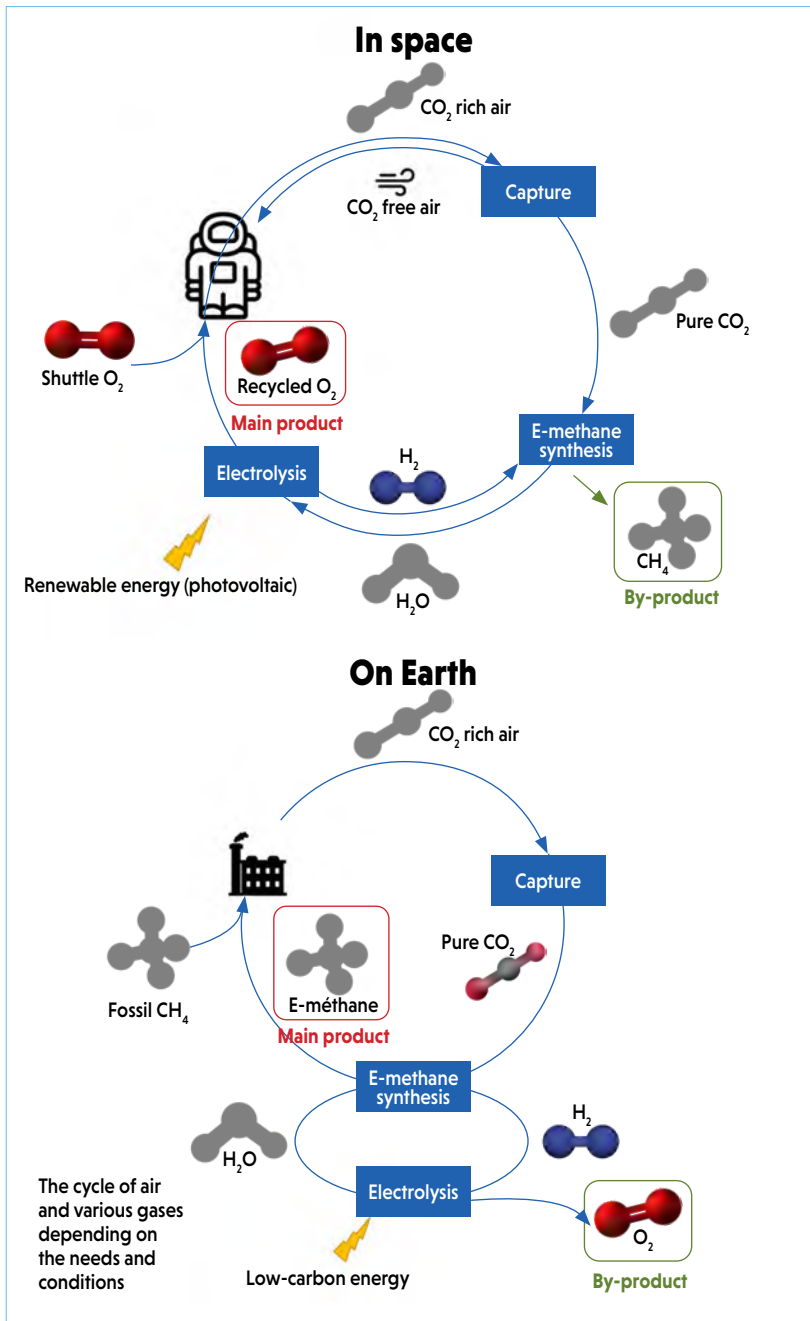 In space
CO₂ rich air
CO₂ free air
Capture
Pure CO₂
Shuttle O₂
Recycled O₂
Main product
E-methane
synthesis
Electrolysis
H₂
CH₄
By-product
Renewable energy (photovoltaic)
H₂O
On Earth
CO₂ rich air
Capture
Pure CO₂
Fossil CH₄
E-méthane
Main product
E-methane
synthesis
H₂O
H₂
Electrolysis
O₂
By-product
Low-carbon energy
The cycle of air
and various gases
depending on
the needs and
conditions